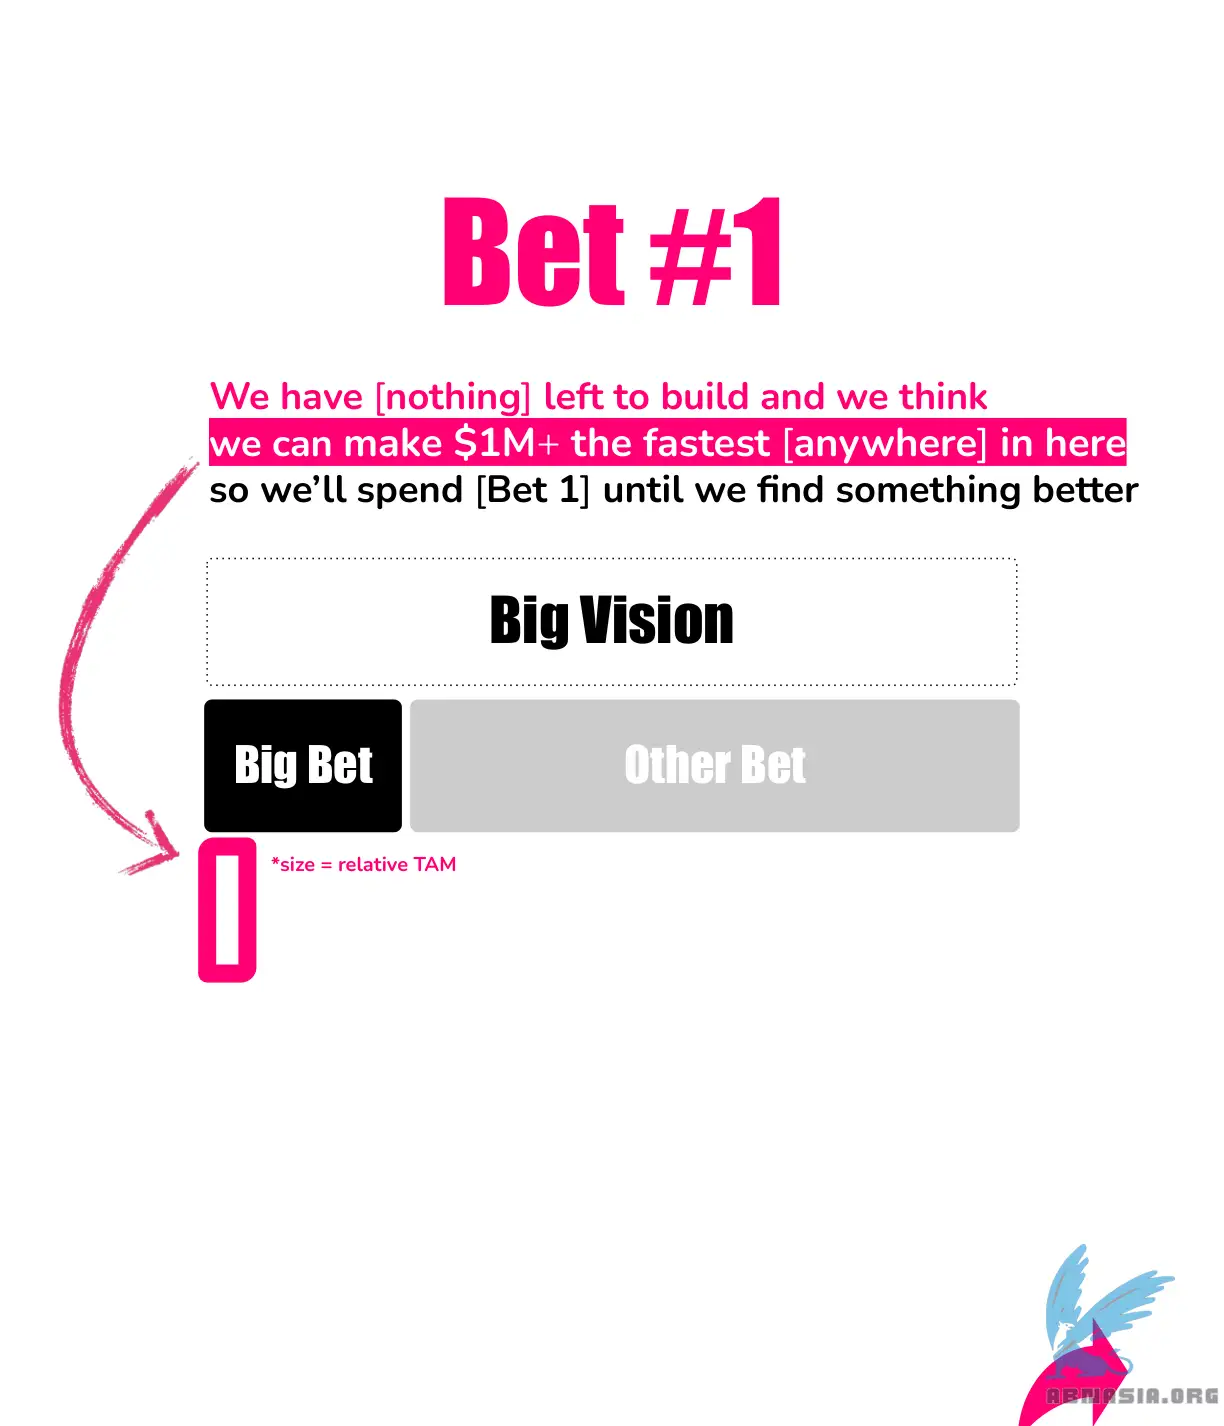 Bet #1
We have [nothing] left to build and we think
we can make $1M+ the fastest [anywhere] in here
so we’ll spend [Bet 1] until we find something better
Big Vision
Big Bet
Other Bet
*size = relative TAM
ABNASIA.ORG